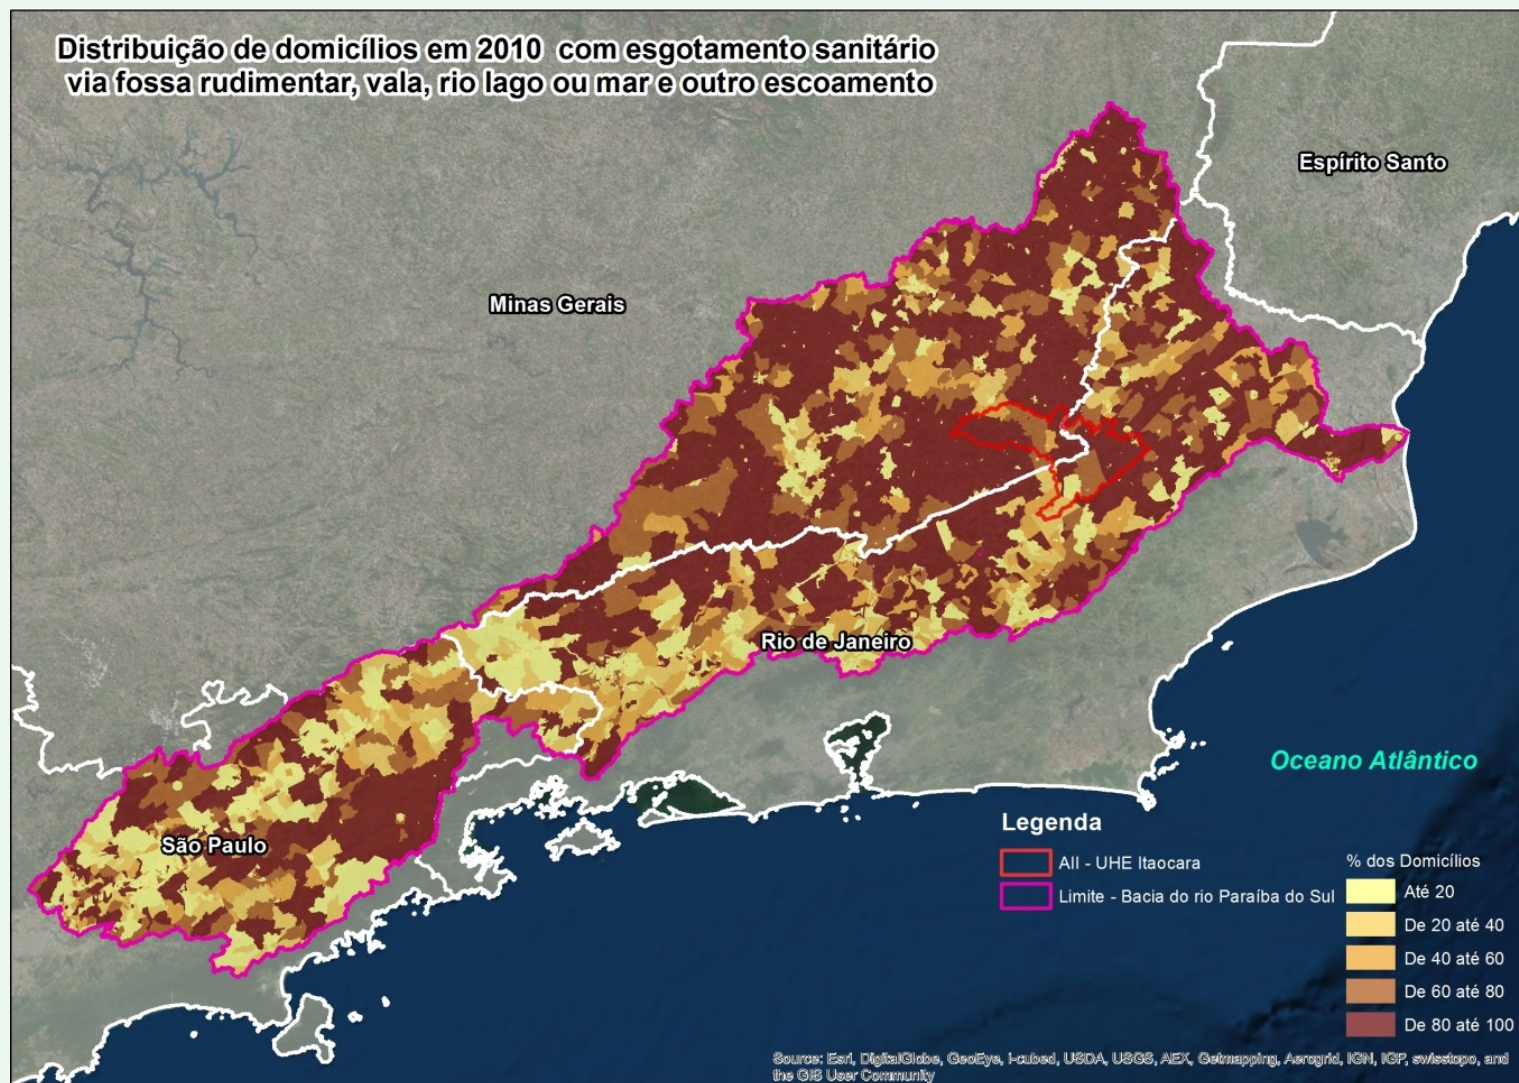 Distribuição de domicílios em 2010 com esgotamento sanitário
via fossa rudimentar, vala, rio lago ou mar e outro escoamento
Espírito Santo
Minas Gerais
Rio de Janeiro
Oceano Atlântico
São Paulo
Legenda
AII - UHE Itaocara
Limite - Bacia do rio Paraíba do Sul
% dos Domicílios
Até 20
De 20 até 40
De 40 até 60
De 60 até 80
De 80 até 100
Source: Esri, DigitalGlobe, GeoEye, i-cubed, USDA, USGS, AEX, Getmapping, Aerogrid, IGN, IGP, swisstopo, and
the GIS User Community